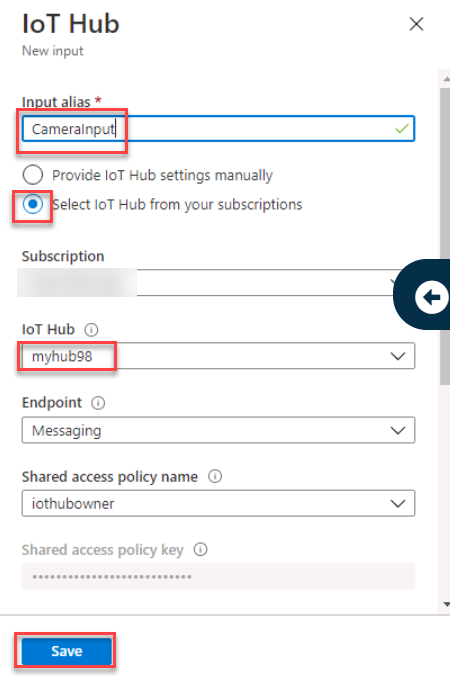 IoT Hub
New input
Input alias *
CameraInput
Provide IoT Hub settings manually
Select IoT Hub from your subscriptions
Subscription
IoT Hub
myhub98
Endpoint
Messaging
Shared access policy name
iothubowner
Shared access policy key
••••••••••••••••••••••••••
Save